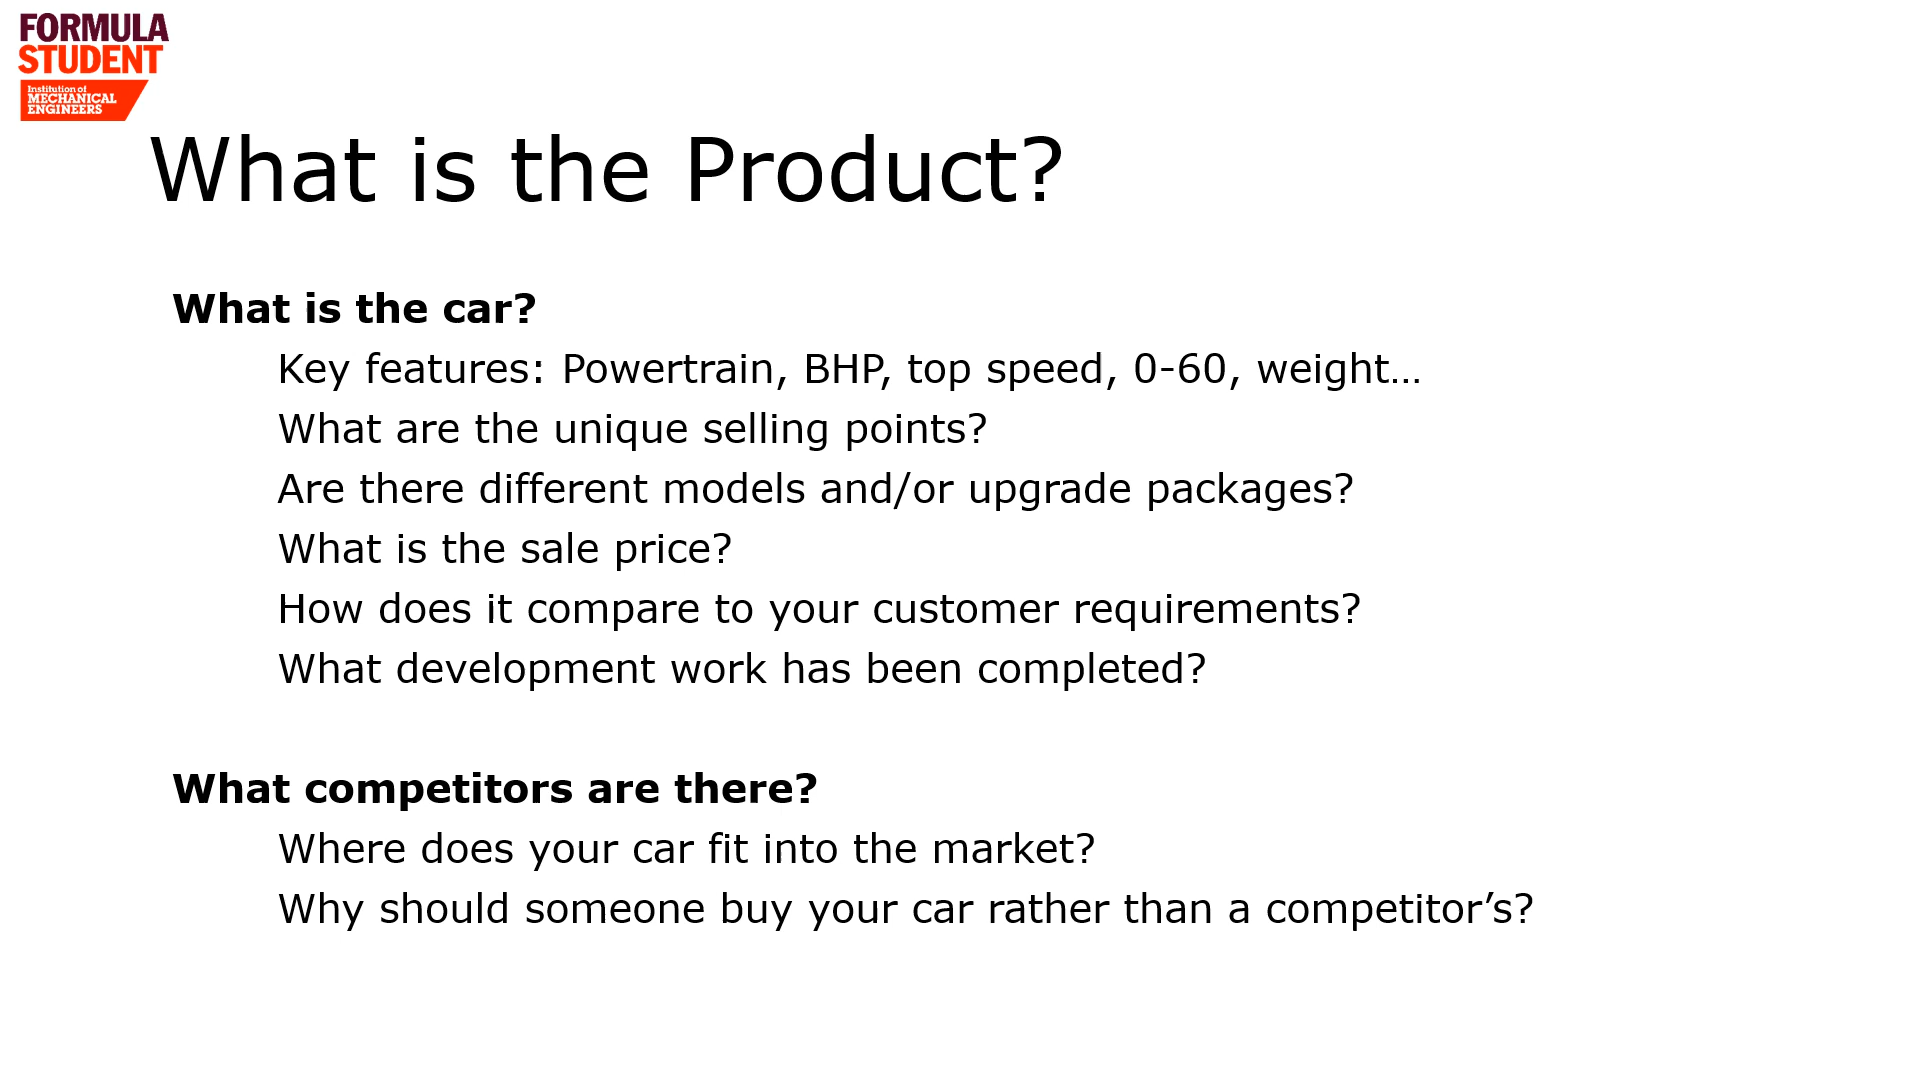 FORMULA
STUDENT
Institution of
MECHANICAL
ENGINEERS
What is the Product?
What is the car?
Key features: Powertrain, BHP, top speed, 0-60, weight…
What are the unique selling points?
Are there different models and/or upgrade packages?
What is the sale price?
How does it compare to your customer requirements?
What development work has been completed?
What competitors are there?
Where does your car fit into the market?
Why should someone buy your car rather than a competitor’s?